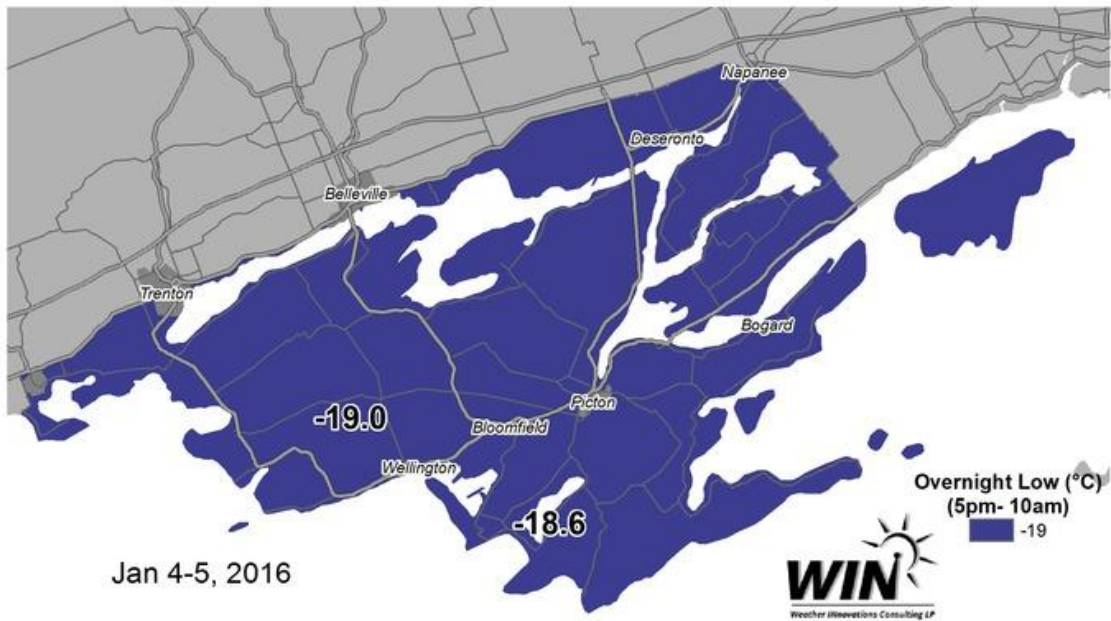 Napanee
Deseronto
Belleville
Trenton
Bogard
Picton
-19.0
Bloomfield
Wellington
-18.6
Overnight Low (°C)
(5pm- 10am)
-19
Jan 4-5, 2016
WIN
Weather INnovations Consulting LP